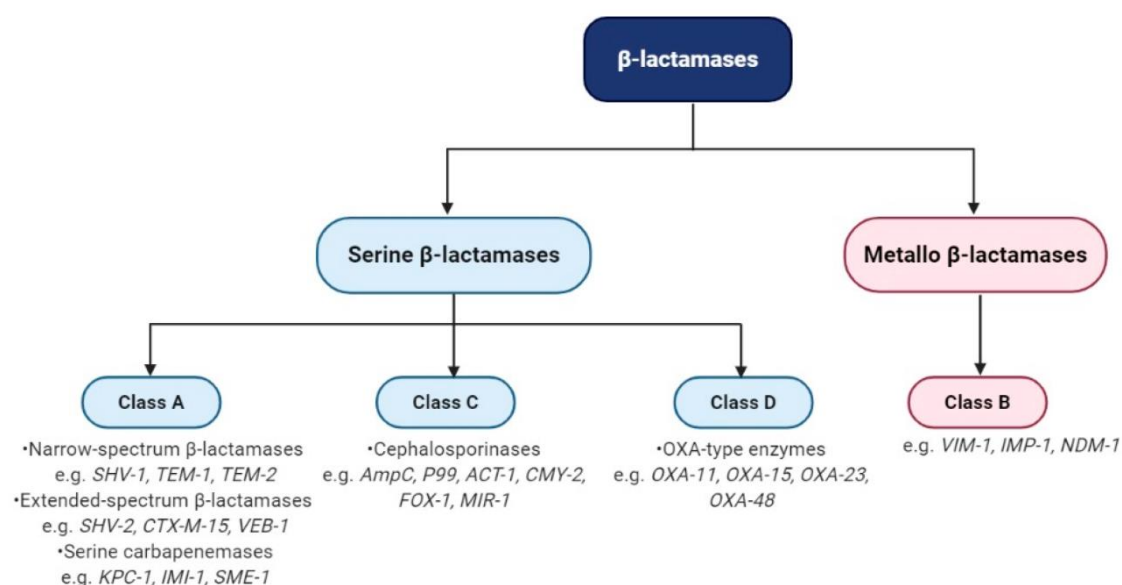 β-lactamases
Serine β-lactamases
Metallo β-lactamases
Class A
•Narrow-spectrum β-lactamases
e.g. SHV-1, TEM-1, TEM-2
•Extended-spectrum β-lactamases
e.g. SHV-2, CTX-M-15, VEB-1
•Serine carbapenemases
e.g. KPC-1, IMI-1, SME-1
Class C
•Cephalosporinases
e.g. AmpC, P99, ACT-1, CMY-2,
FOX-1, MIR-1
Class D
•OXA-type enzymes
e.g. OXA-11, OXA-15, OXA-23,
OXA-48
Class B
e.g. VIM-1, IMP-1, NDM-1